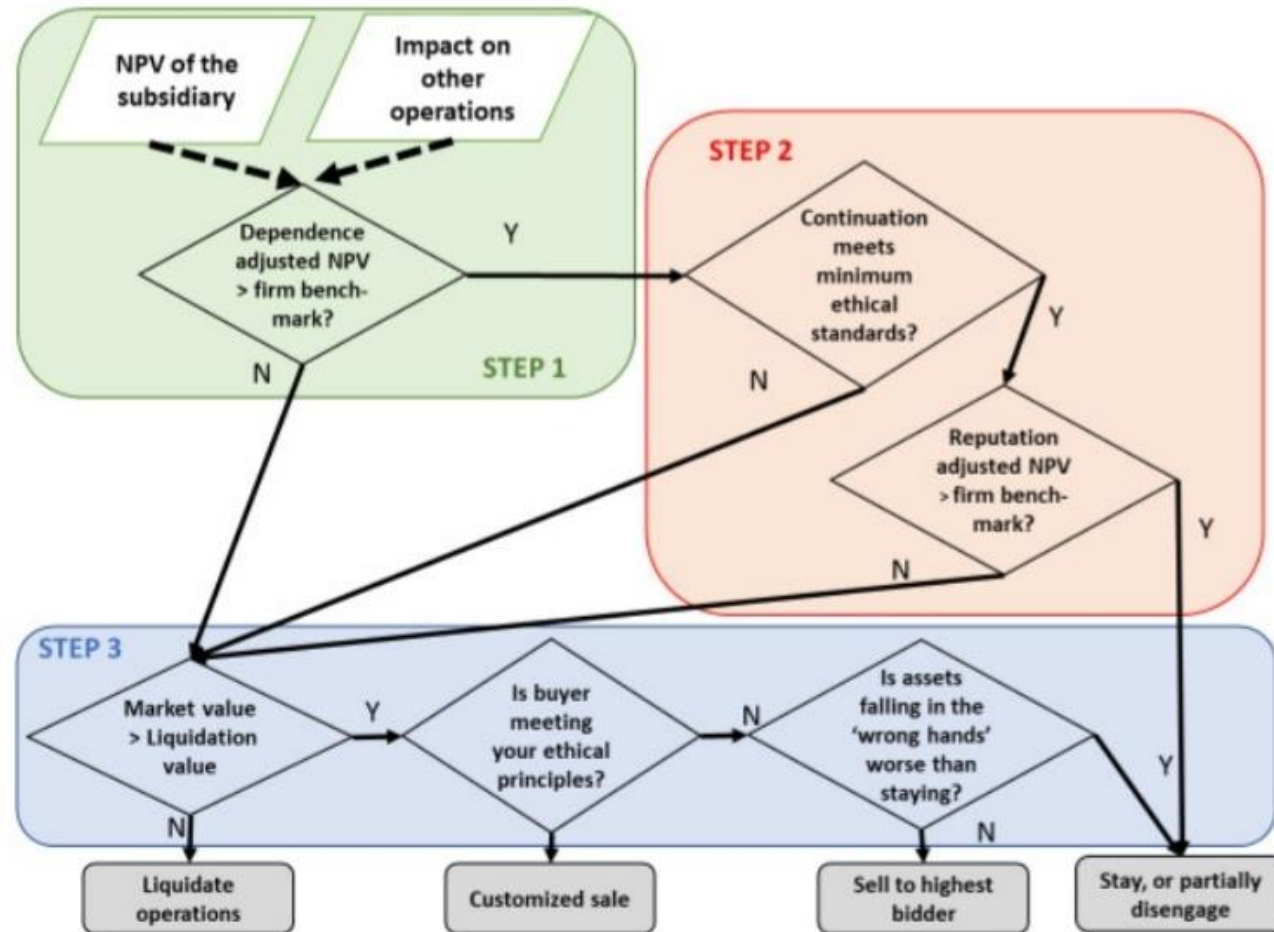 NPV of the
subsidiary
Impact on
other
operations
Dependence
adjusted NPV
> firm bench-
mark?
Y
N
STEP 1
STEP 2
Continuation
meets
minimum
ethical
standards?
Y
N
Reputation
adjusted NPV
> firm bench-
mark?
Y
N
STEP 3
Market value
> Liquidation
value
Y
N
Is buyer
meeting
your ethical
principles?
N
Is assets
falling in the
‘wrong hands’
worse than
staying?
Y
N
Liquidate
operations
Customized sale
Sell to highest
bidder
Stay, or partially
disengage